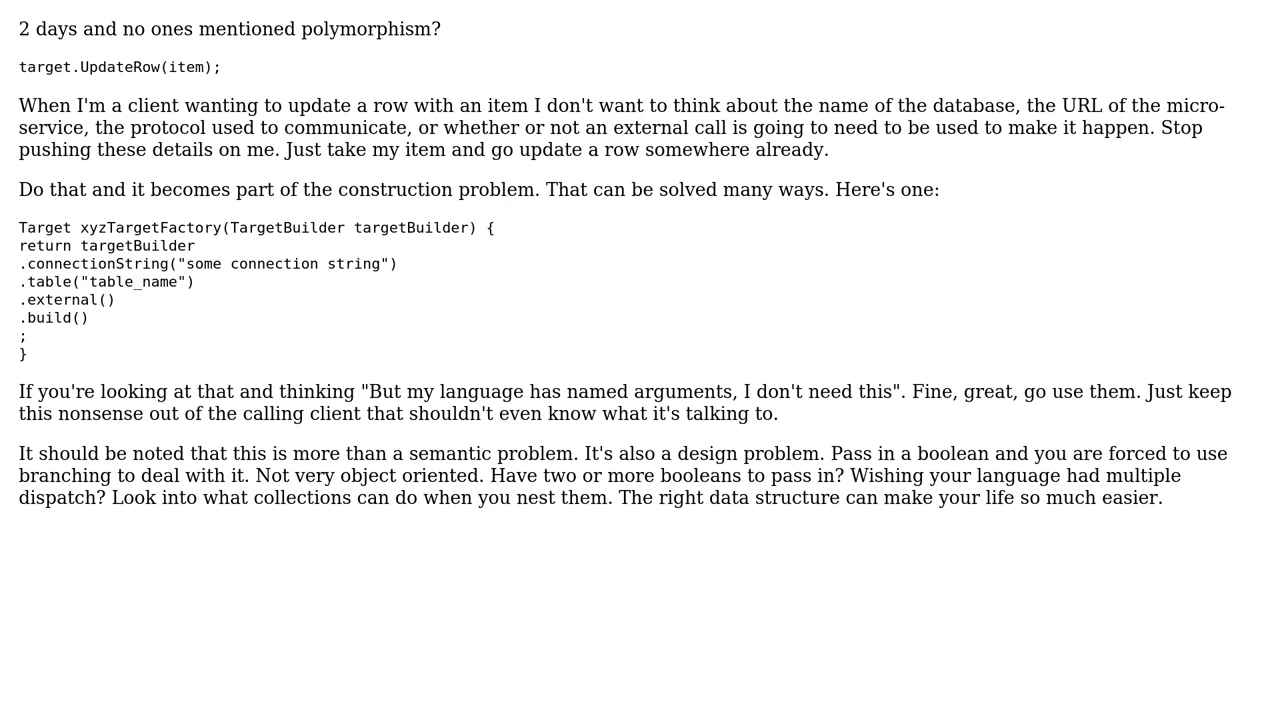 2 days and no ones mentioned polymorphism?
target.UpdateRow(item);
When I'm a client wanting to update a row with an item I don't want to think about the name of the database, the URL of the micro-
service, the protocol used to communicate, or whether or not an external call is going to need to be used to make it happen. Stop
pushing these details on me. Just take my item and go update a row somewhere already.
Do that and it becomes part of the construction problem. That can be solved many ways. Here's one:
Target xyzTargetFactory(TargetBuilder targetBuilder) {
return targetBuilder
.connectionString("some connection string")
.table("table_name")
.external()
.build()
;
}
If you're looking at that and thinking "But my language has named arguments, I don't need this". Fine, great, go use them. Just keep
this nonsense out of the calling client that shouldn't even know what it's talking to.
It should be noted that this is more than a semantic problem. It's also a design problem. Pass in a boolean and you are forced to use
branching to deal with it. Not very object oriented. Have two or more booleans to pass in? Wishing your language had multiple
dispatch? Look into what collections can do when you nest them. The right data structure can make your life so much easier.